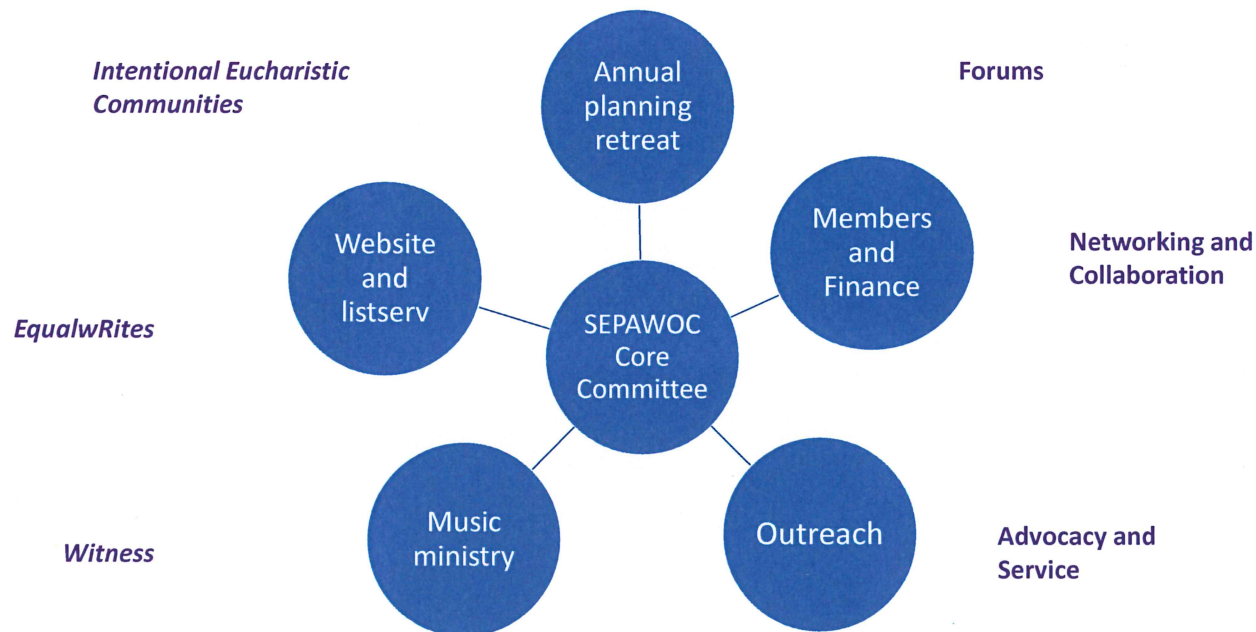 Intentional Eucharistic
Communities
Annual
planning
retreat
Forums
Website
and
listserv
Members
and
Finance
Networking and
Collaboration
EqualwRites
SEPAWOC
Core
Committee
Witness
Music
ministry
Outreach
Advocacy and
Service